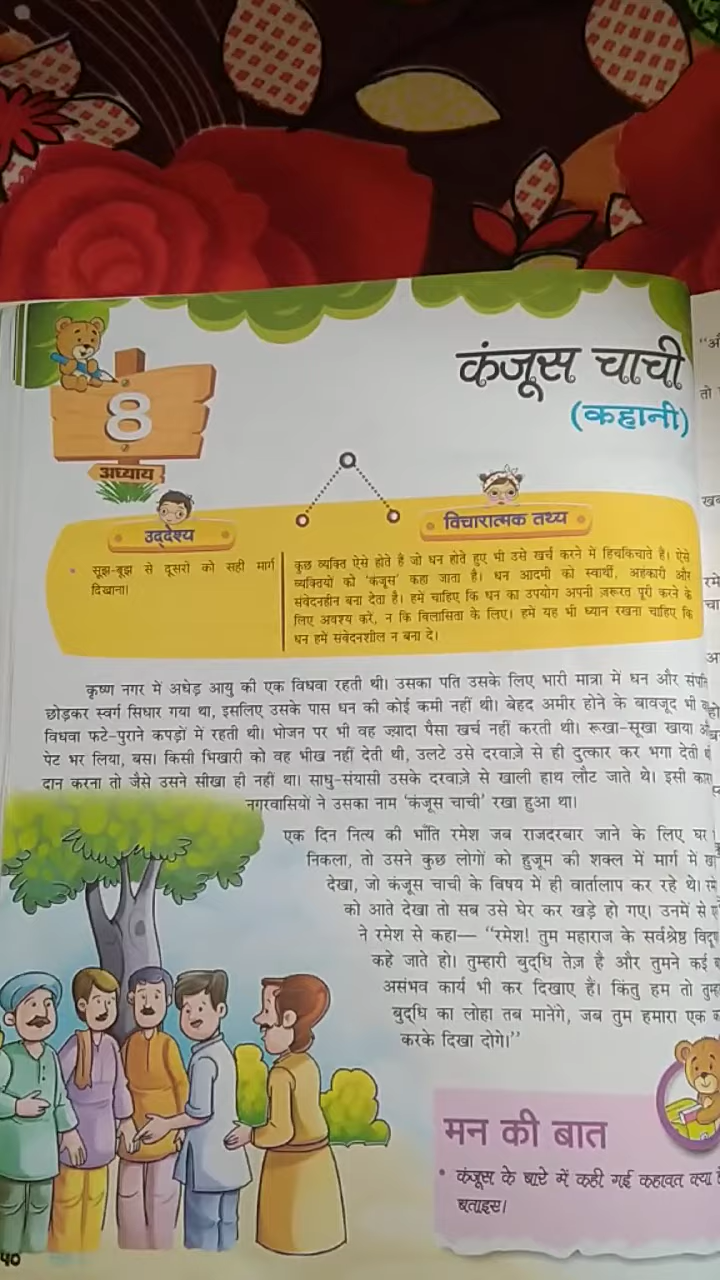 कंजूस चाची
(कहानी)
8
अध्याय
उद्देश्य
सूझ-बूझ से दूसरों को सही मार्ग
दिखाना।
विचारात्मक तथ्य
कुछ व्यक्ति ऐसे होते हैं जो धन होते हुए भी उसे खर्च करने में हिचकिचाते हैं। ऐसे
व्यक्तियों को 'कंजूस' कहा जाता है। धन आदमी को स्वार्थी, अहंकारी और
संवेदनहीन बना देता है। हमें चाहिए कि धन का उपयोग अपनी ज़रूरत पूरी करने के
लिए अवश्य करें, न कि विलासिता के लिए। हमें यह भी ध्यान रखना चाहिए कि
धन हमें संवेदनशील न बना दे।
कृष्ण नगर में अधेड़ आयु की एक विधवा रहती थी। उसका पति उसके लिए भारी मात्रा में धन और
छोड़कर स्वर्ग सिधार गया था, इसलिए उसके पास धन की कोई कमी नहीं थी। बेहद अमीर होने के बावजूद भी
विधवा फटे-पुराने कपड़ों में रहती थी। भोजन पर भी वह ज़्यादा पैसा खर्च नहीं करती थी। रूखा-सूखा खाया
पेट भर लिया, बस। किसी भिखारी को वह भीख नहीं देती थी, उलटे उसे दरवाज़े से ही दुत्कार कर भगा देती
दान करना तो जैसे उसने सीखा ही नहीं था। साधु-संयासी उसके दरवाज़े से खाली हाथ लौट जाते थे। इसी
नगरवासियों ने उसका नाम 'कंजूस चाची' रखा हुआ था।
एक दिन नित्य की भाँति रमेश जब राजदरबार जाने के लिए घर
निकला, तो उसने कुछ लोगों को हुजूम की शक्ल में मार्ग में
देखा, जो कंजूस चाची के विषय में ही वार्तालाप कर रहे थे।
को आते देखा तो सब उसे घेर कर खड़े हो गए। उनमें से
ने रमेश से कहा— "रमेश! तुम महाराज के सर्वश्रेष्ठ
कहे जाते हो। तुम्हारी बुद्धि तेज़ है और तुमने कई
असंभव कार्य भी कर दिखाए हैं। किंतु हम तो
बुद्धि का लोहा तब मानेंगे, जब तुम हमारा एक
करके दिखा दोगे।"
मन की बात
• कंजूस के बारे में कही गई कहावत क्या
बताइए।
40